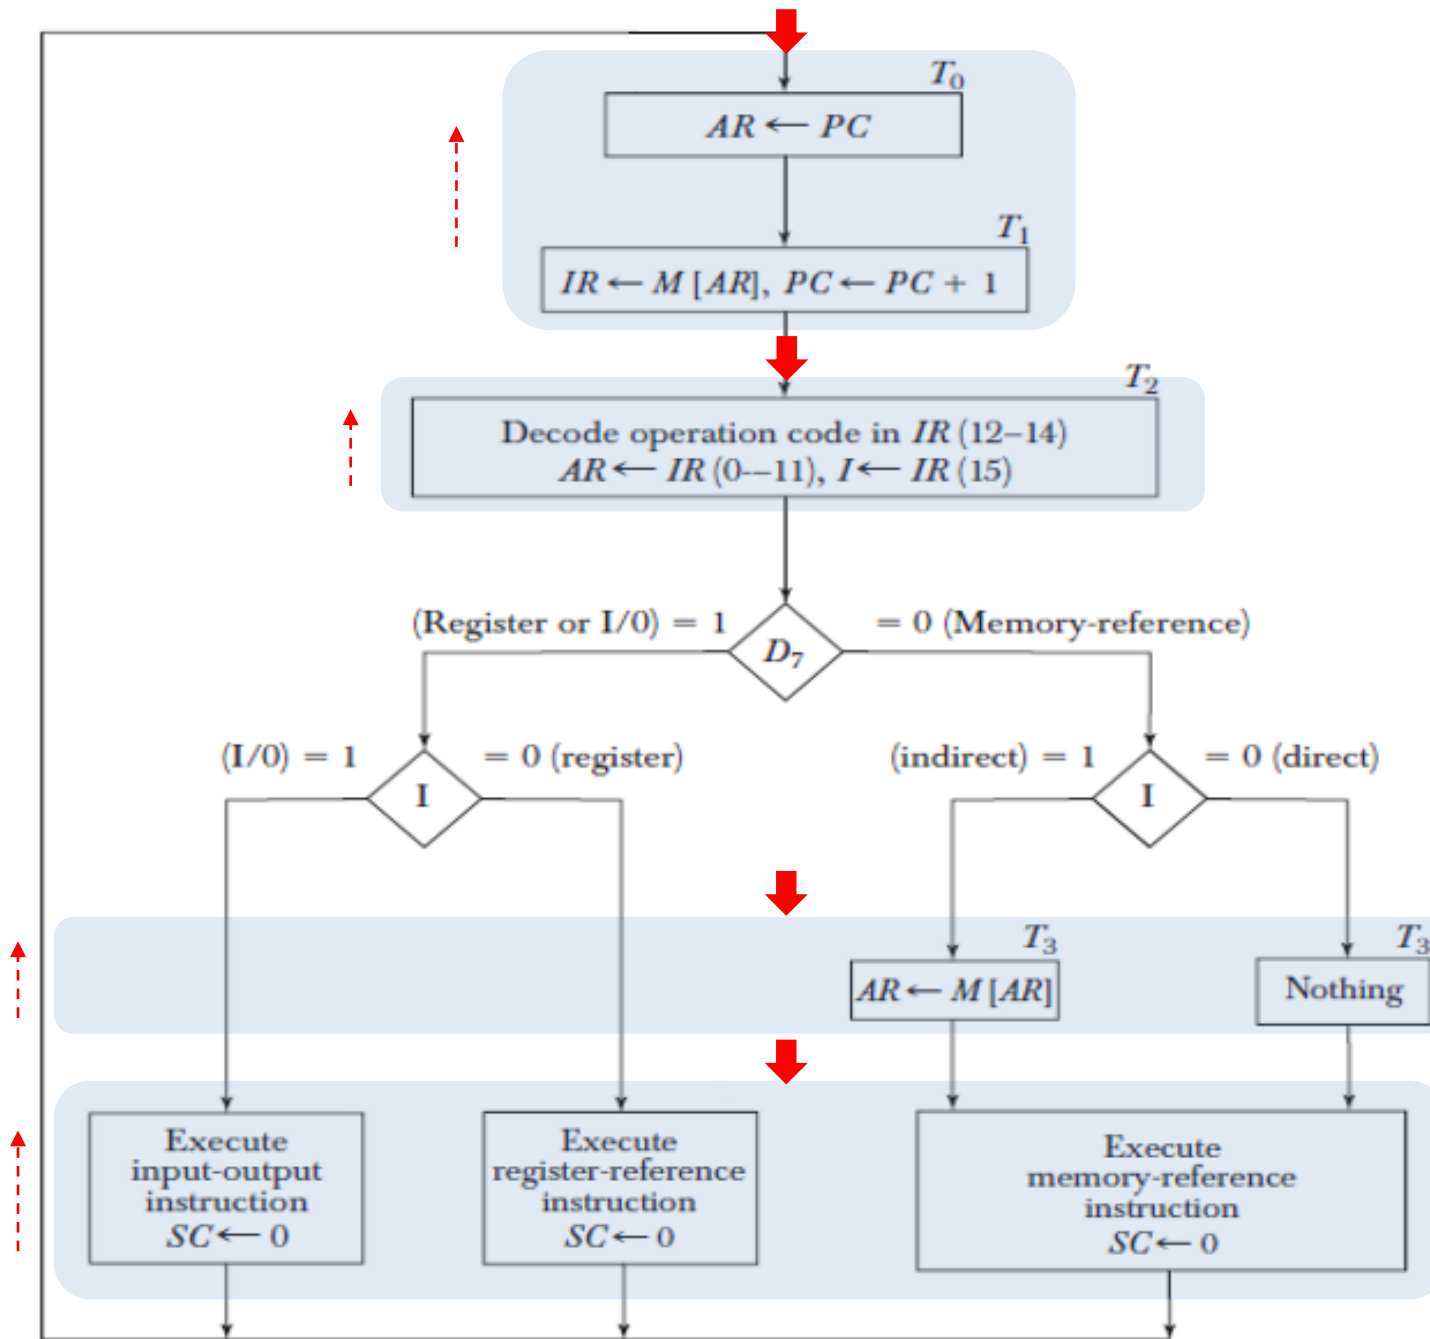 T₀
AR ← PC
T₁
IR ← M [AR], PC ← PC + 1
T₂
Decode operation code in IR (12–14)
AR ← IR (0-–11), I ← IR (15)
(Register or I/0) = 1
= 0 (Memory-reference)
D₇
(I/0) = 1
= 0 (register)
(indirect) = 1
= 0 (direct)
I
I
T₃
T₃
AR ← M [AR]
Nothing
Execute
input-output
instruction
SC ← 0
Execute
register-reference
instruction
SC ← 0
Execute
memory-reference
instruction
SC ← 0